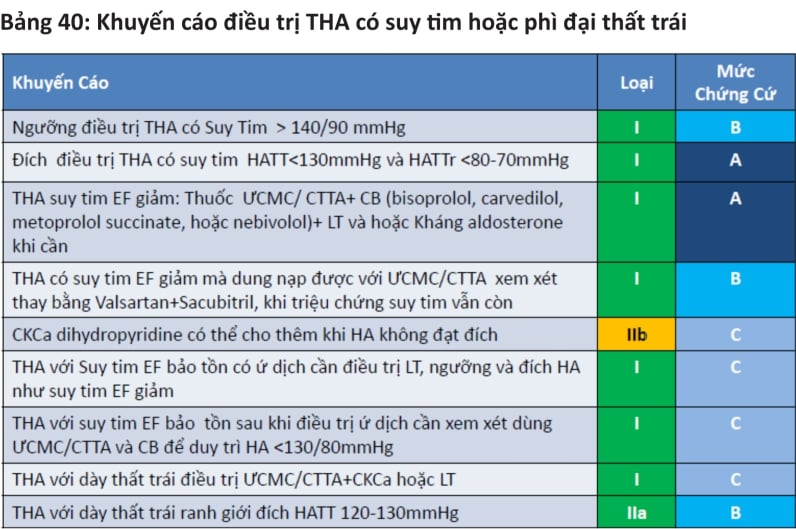 Bảng 40: Khuyến cáo điều trị THA có suy tim hoặc phì đại thất trái
Khuyến Cáo
Loại
Mức
Chứng Cứ
Ngưỡng điều trị THA có Suy Tim > 140/90 mmHg
I
B
Đích điều trị THA có suy tim HATT<130mmHg và HATTr <80-70mmHg
I
A
THA suy tim EF giảm: Thuốc ƯCMC/ CTTA+ CB (bisoprolol, carvedilol,
metoprolol succinate, hoặc nebivolol)+ LT và hoặc Kháng aldosterone
khi cần
I
A
THA có suy tim EF giảm mà dung nạp được với ƯCMC/CTTA xem xét
thay bằng Valsartan+Sacubitril, khi triệu chứng suy tim vẫn còn
I
B
CKCa dihydropyridine có thể cho thêm khi HA không đạt đích
IIb
C
THA với Suy tim EF bảo tồn có ứ dịch cần điều trị LT, ngưỡng và đích HA
như suy tim EF giảm
I
C
THA với suy tim EF bảo tồn sau khi điều trị ứ dịch cần xem xét dùng
ƯCMC/CTTA và CB để duy trì HA <130/80mmHg
I
C
THA với dày thất trái điều trị ƯCMC/CTTA+CKCa hoặc LT
I
C
THA với dày thất trái ranh giới đích HATT 120-130mmHg
IIa
B